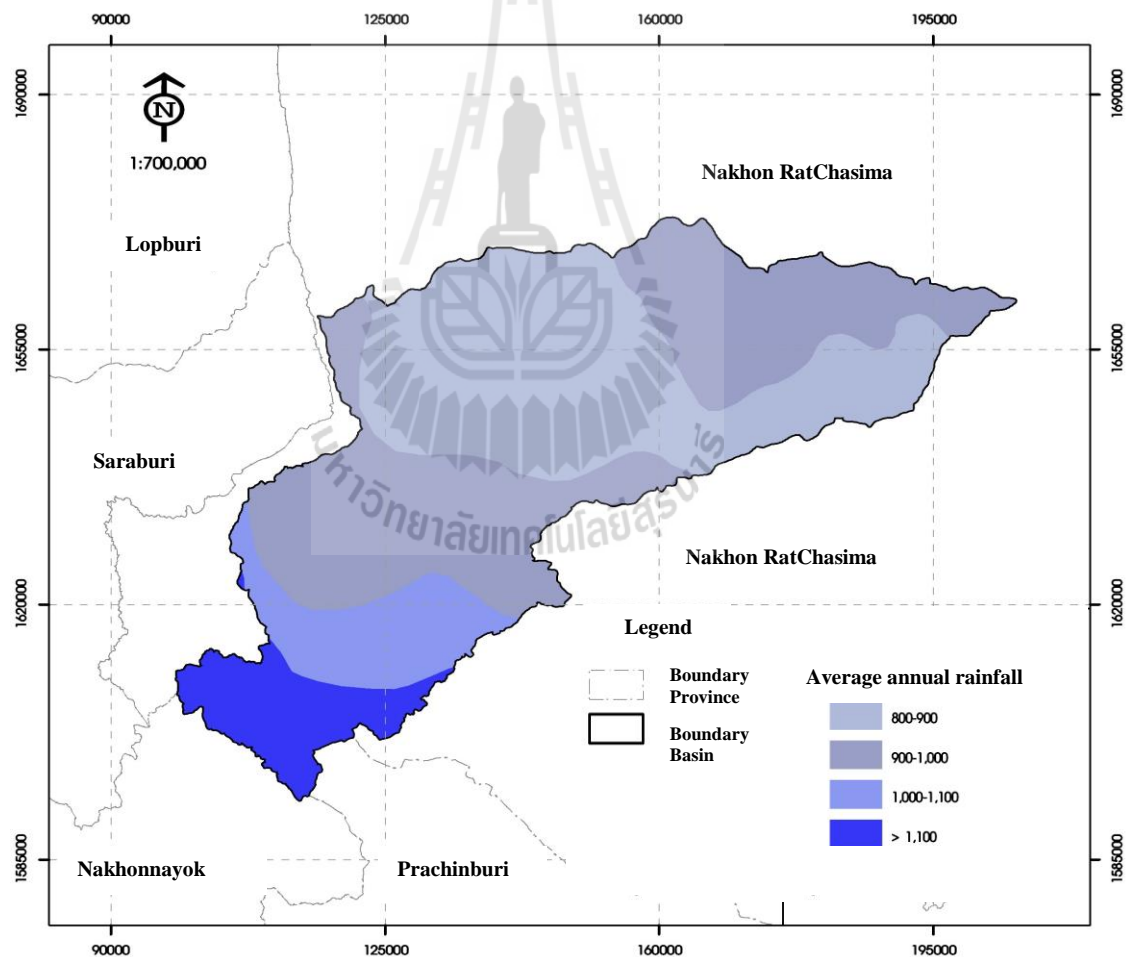 90000 125000 160000 195000
1690000 1690000
N
1:700,000
Nakhon RatChasima
Lopburi
1655000 1655000
Saraburi
มหาวิทยาลัยเทคโนโลยีสุรนารี
Nakhon RatChasima
1620000 1620000
Legend
Boundary
Province
Boundary
Basin
Average annual rainfall
800-900
900-1,000
1,000-1,100
> 1,100
1585000 1585000
Nakhonnayok
Prachinburi
90000 125000 160000 195000